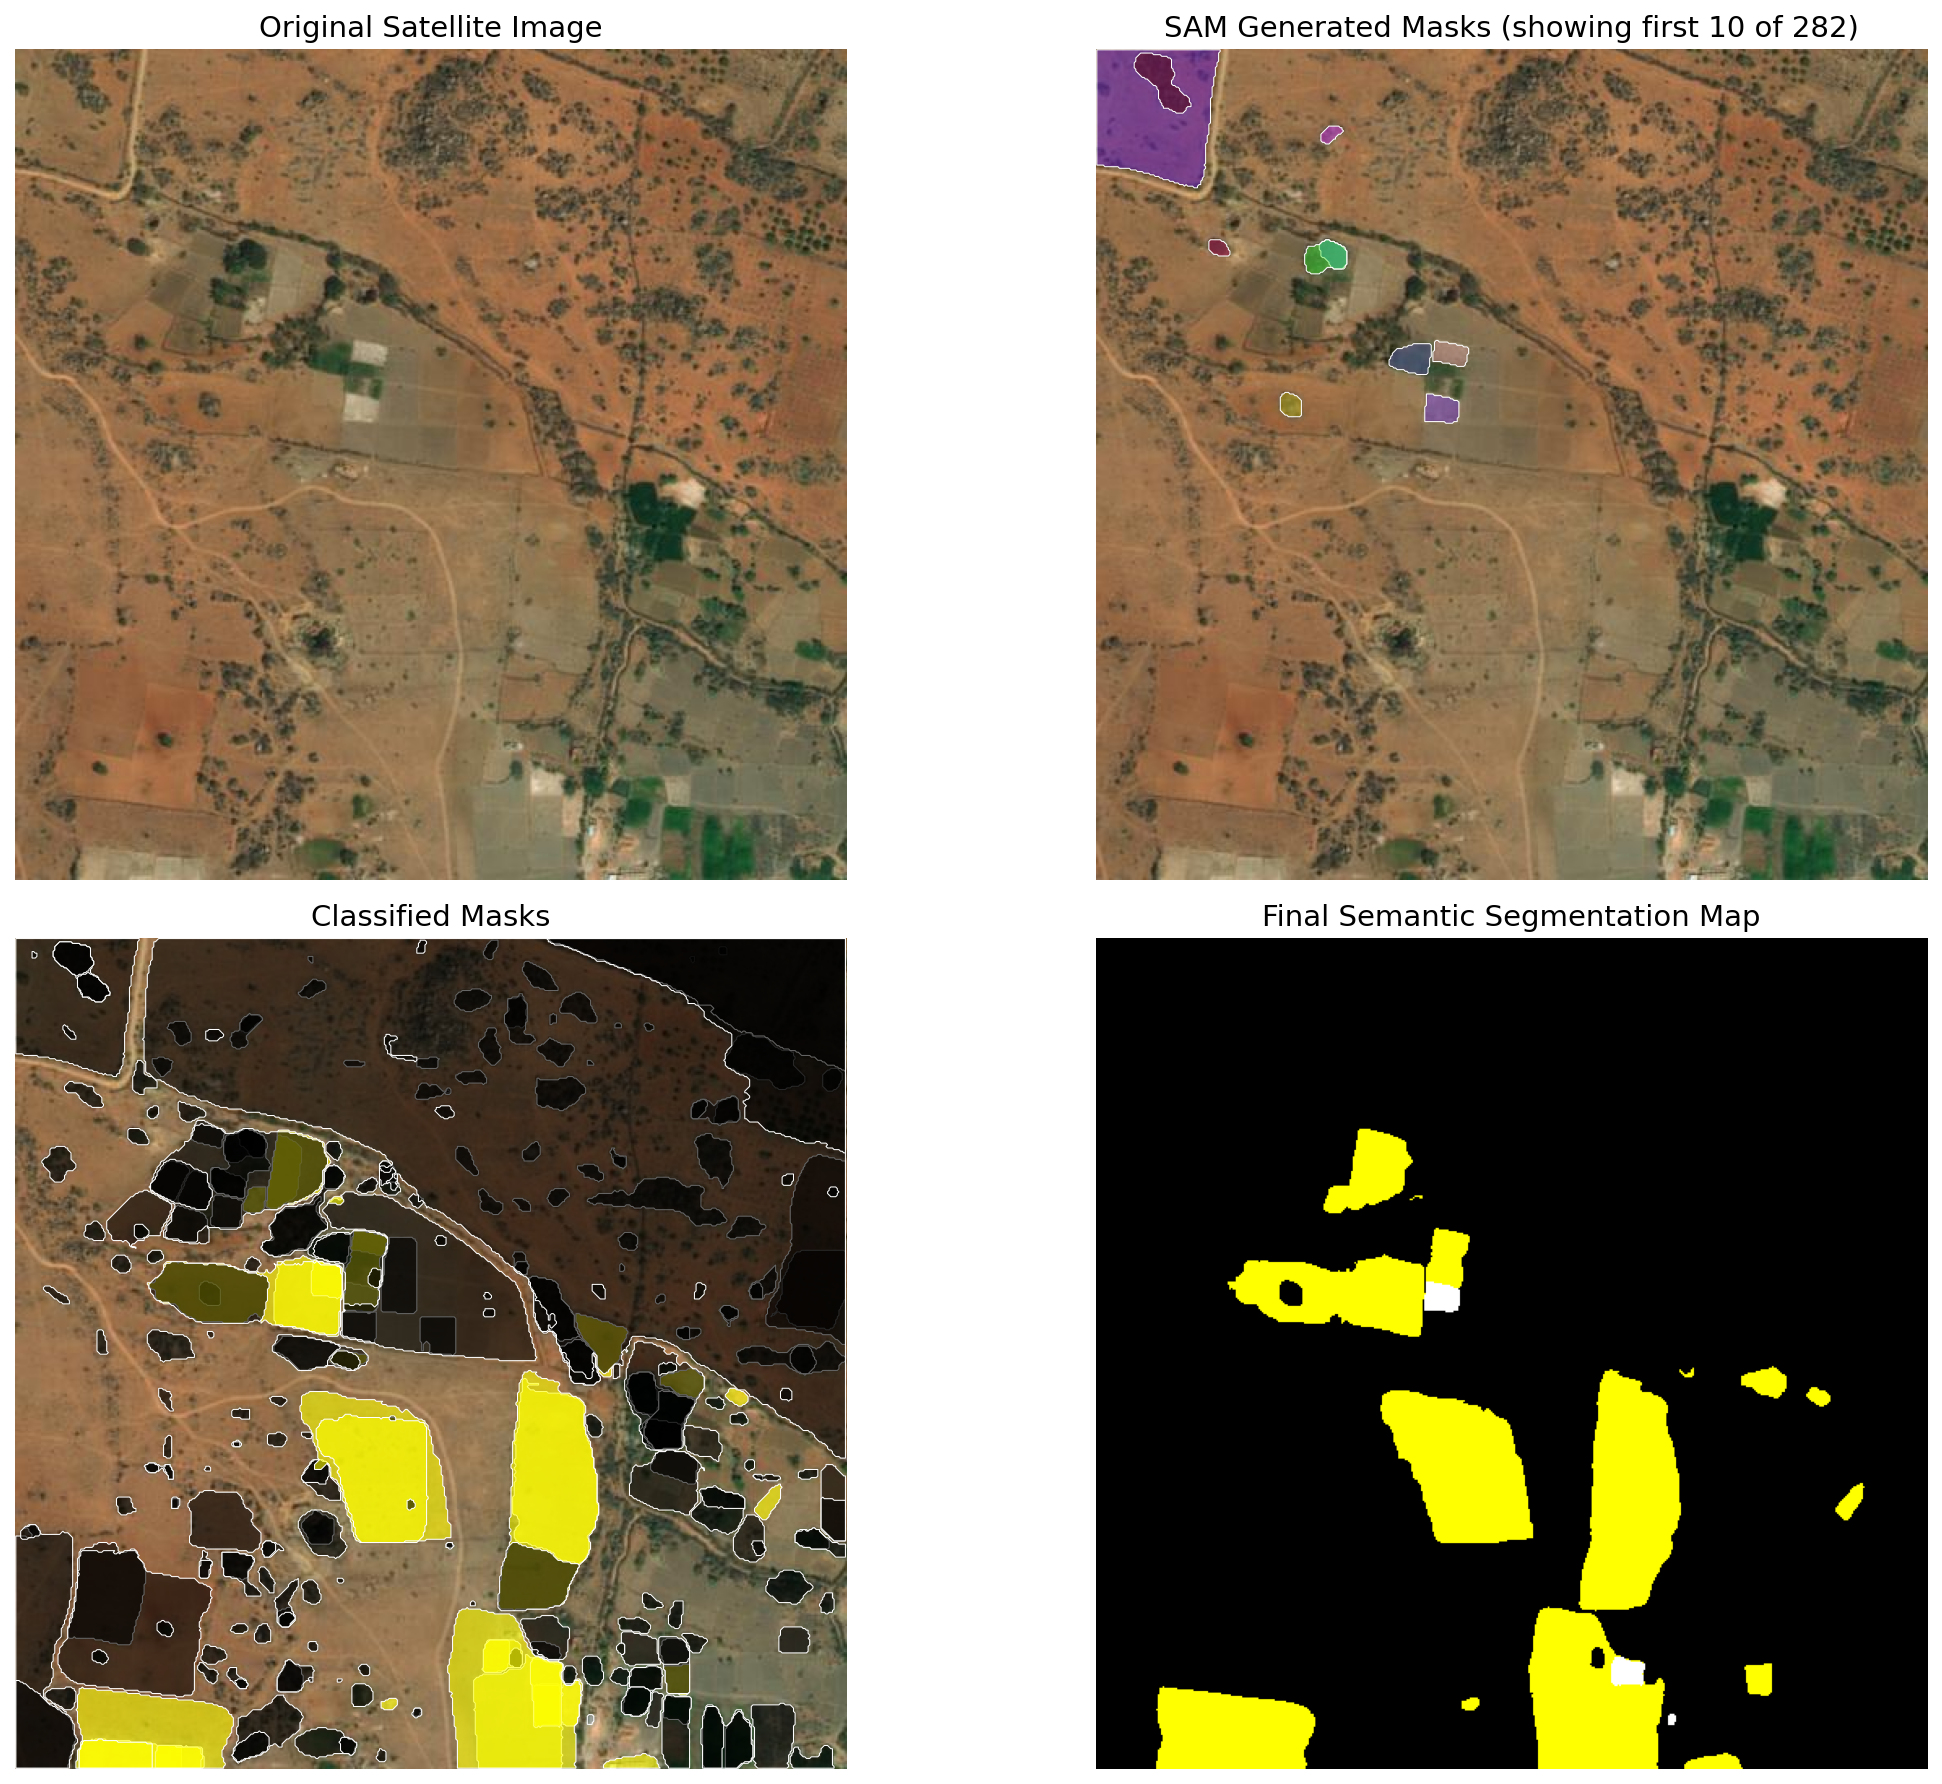 Original Satellite Image
SAM Generated Masks (showing first 10 of 282)
Classified Masks
Final Semantic Segmentation Map